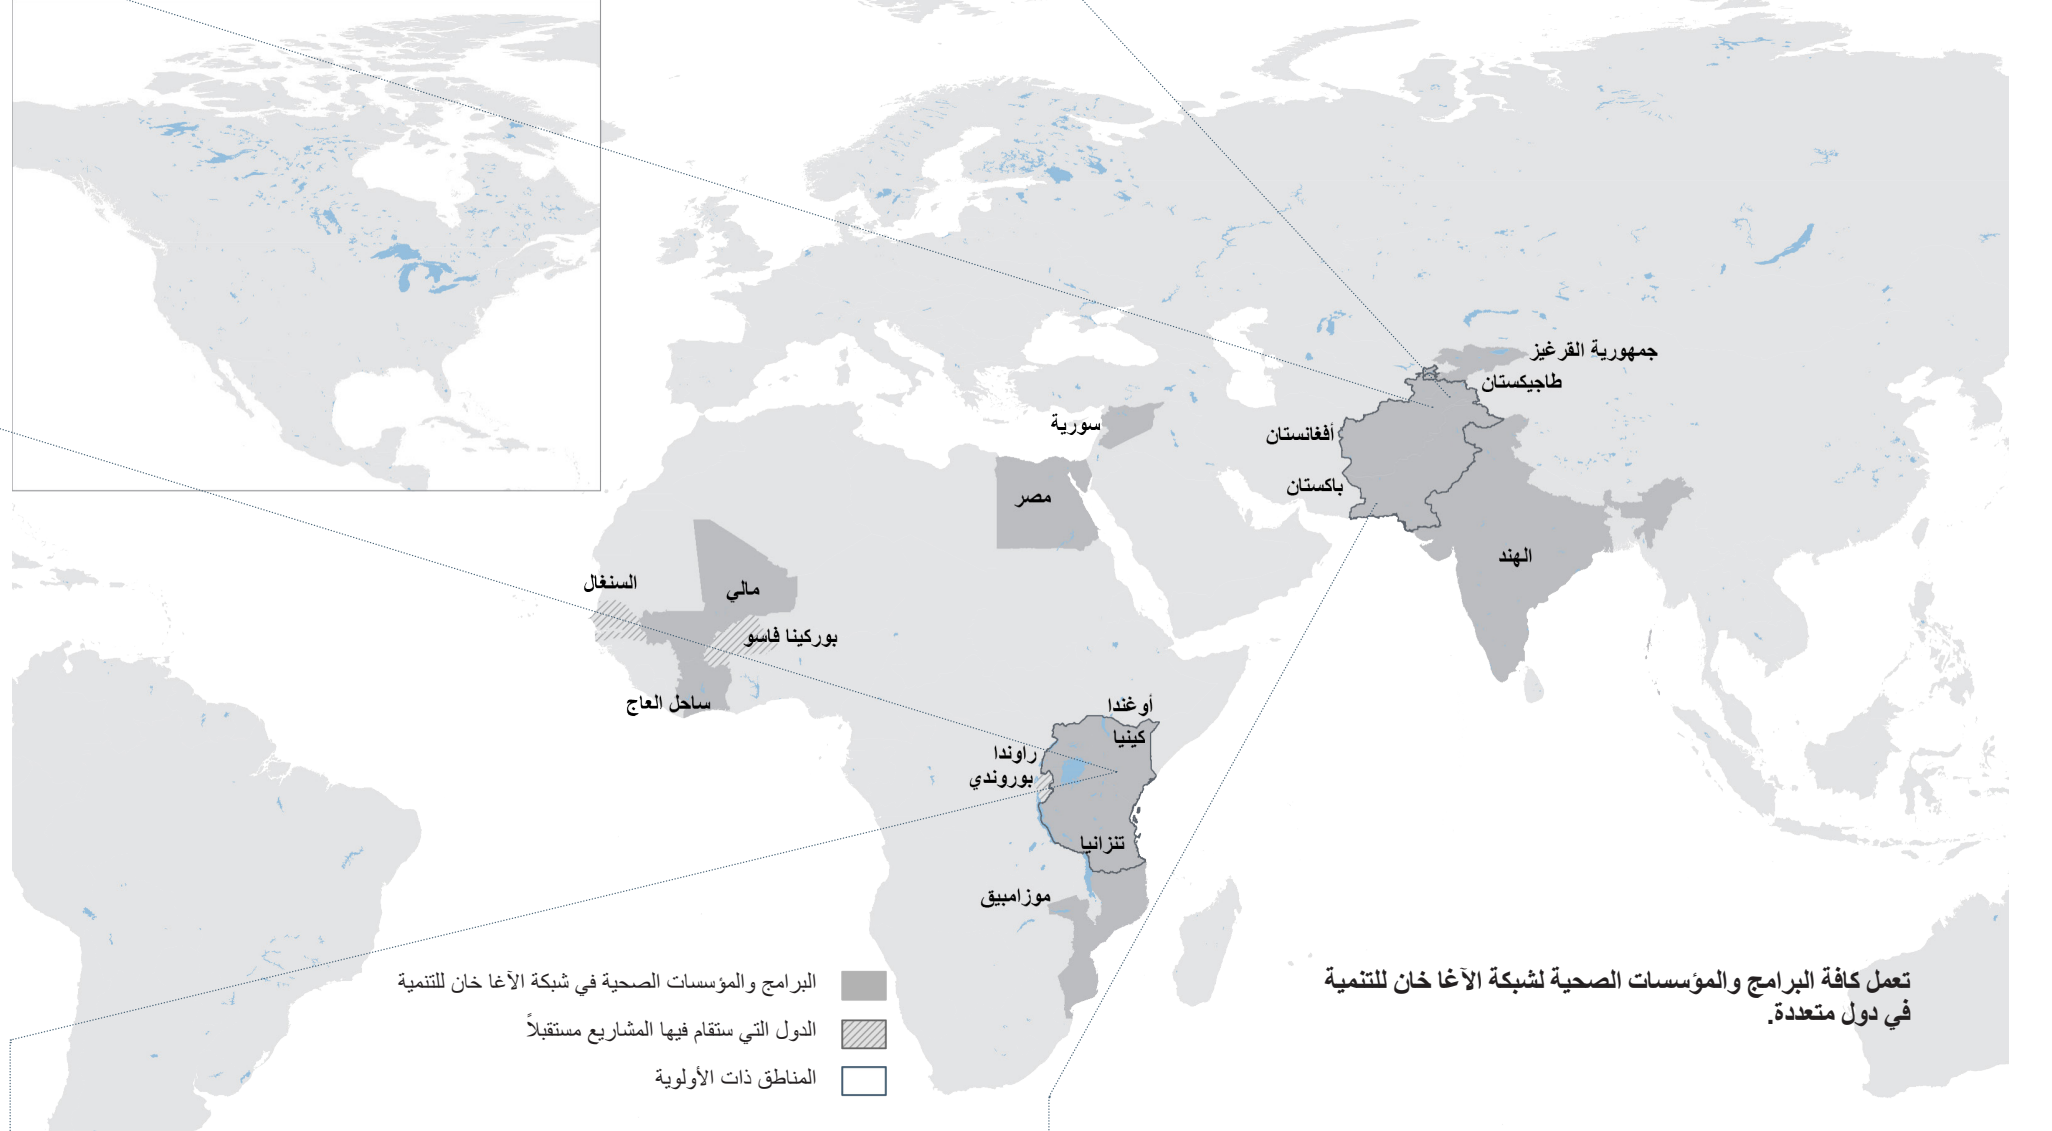 جمهورية القرغيز
طاجيكستان
سورية
أفغانستان
باكستان
مصر
الهند
السنغال
مالي
بوركينا فاسو
ساحل العاج
أوغندا
كينيا
راوندا
بوروندي
تنزانيا
موزامبيق
تعمل كافة البرامج والمؤسسات الصحية لشبكة الآغا خان للتنمية
في دول متعددة.
البرامج والمؤسسات الصحية في شبكة الآغا خان للتنمية
الدول التي ستقام فيها المشاريع مستقبلاً
المناطق ذات الأولوية